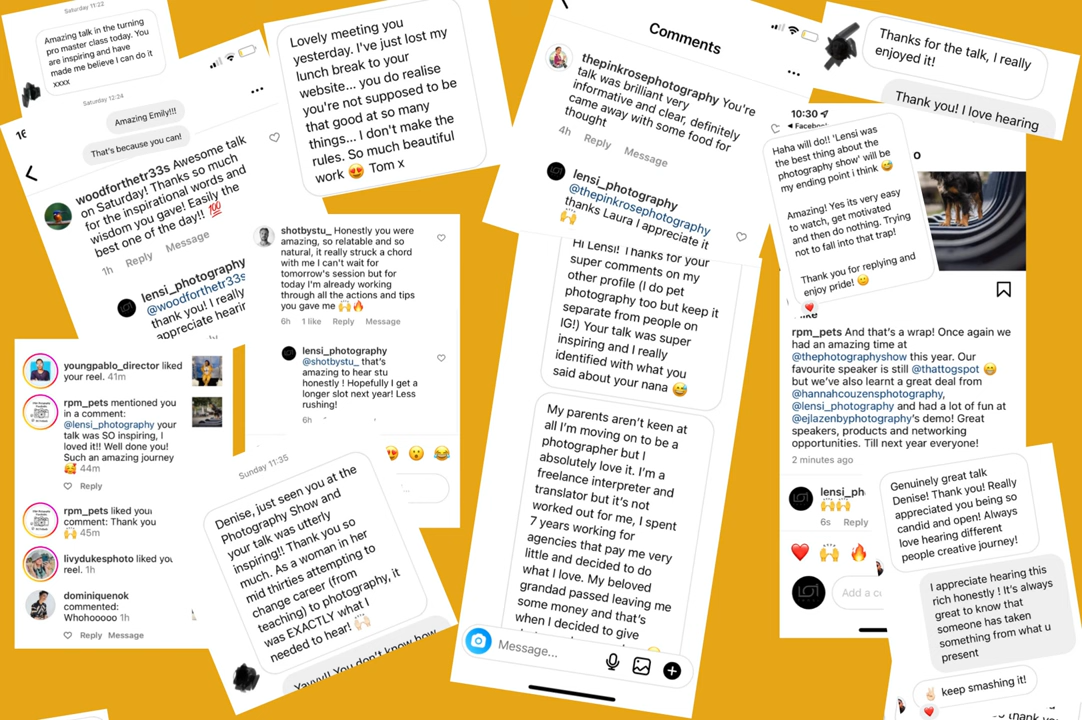 Saturday 11:22
Amazing talk in the turning
pro master class today. You
are inspiring and have
made me believe I can do it
xxxx
Saturday 12:24
Amazing Emily!!!
That's because you can!
woodforthetr33s Awesome talk
on Saturday! Thanks so much
for the inspirational words and
wisdom you gave! Easily the
best one of the day!! 💯
1h Reply Message
lensi_photography
@woodforthetr33s
thank you! I really
appreciate hearin
Lovely meeting you
yesterday. I've just lost my
lunch break to your
website... you do realise
you're not supposed to be
that good at so many
things... I don't make the
rules. So much beautiful
work 😍 Tom x
shotbystu_ Honestly you were
amazing, so relatable and so
natural, it really struck a chord
with me I can't wait for
tomorrow's session but for
today I'm already working
through all the actions and tips
you gave me 🙌🔥
6h 1 like Reply Message
lensi_photography
@shotbystu_ that's
amazing to hear stu
honestly ! Hopefully I get a
longer slot next year! Less
rushing!
6h
😍 😮 😂
youngpablo_director liked
your reel. 41m
rpm_pets mentioned you
in a comment:
@lensi_photography your
talk was SO inspiring, I
loved it!! Well done you!
Such an amazing journey
🥰 44m
Reply
rpm_pets liked your
comment: Thank you
🙌 45m
livydukesphoto liked you
reel. 1h
dominiquenok
commented:
Whohooooo 1h
Reply Message
Sunday 11:35
Denise, just seen you at the
Photography Show and
your talk was utterly
inspiring!! Thank you so
much. As a woman in her
mid thirties attempting to
change career (from
teaching) to photography, it
was EXACTLY what I
needed to hear! 🙌🏻
Yayyy!! You don't know how
Comments
thepinkrosephotography You're
talk was brilliant very
informative and clear, definitely
came away with some food for
thought
4h Reply Message
lensi_photography
@thepinkrosephotography
thanks Laura I appreciate it
🙌
Hi Lensi! Thanks for your
super comments on my
other profile (I do pet
photography too but keep it
separate from people on
IG!) Your talk was super
inspiring and I really
identified with what you
said about your nana 😅
My parents aren't keen at
all I'm moving on to be a
photographer but I
absolutely love it. I'm a
freelance interpreter and
translator but it's not
worked out for me, I spent
7 years working for
agencies that pay me very
little and decided to do
what I love. My beloved
grandad passed leaving me
some money and that's
when I decided to give
Message...
Thanks for the talk, I really
enjoyed it!
Thank you! I love hearing
10:30
Facebook
Haha will do!! 'Lensi was
the best thing about the
photography show' will be
my ending point i think 😅
Amazing! Yes its very easy
to watch, get motivated
and then do nothing. Trying
not to fall into that trap!
Thank you for replying and
enjoy pride! 🙂
rpm_pets And that's a wrap! Once again we
had an amazing time at
@thephotographyshow this year. Our
favourite speaker is still @thattogspot 😁
but we've also learnt a great deal from
@hannahcouzensphotography,
@lensi_photography and had a lot of fun at
@ejlazenbyphotography's demo! Great
speakers, products and networking
opportunities. Till next year everyone!
2 minutes ago
lensi_ph
🙌🙌
6s Reply
❤️ 🙌 🔥
Add a co
Genuinely great talk
Denise! Thank you! Really
appreciated you being so
candid and open! Always
love hearing different
people creative journey!
I appreciate hearing this
rich honestly ! It's always
great to know that
someone has taken
something from what u
present
✌🏻 keep smashing it!